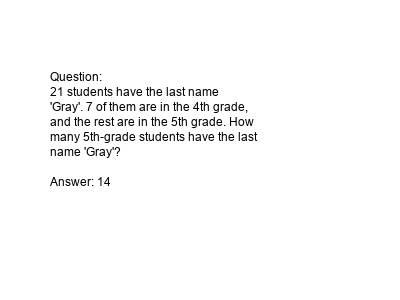 Question:
21 students have the last name
'Gray'. 7 of them are in the 4th grade,
and the rest are in the 5th grade. How
many 5th-grade students have the last
name 'Gray'?
Answer: 14